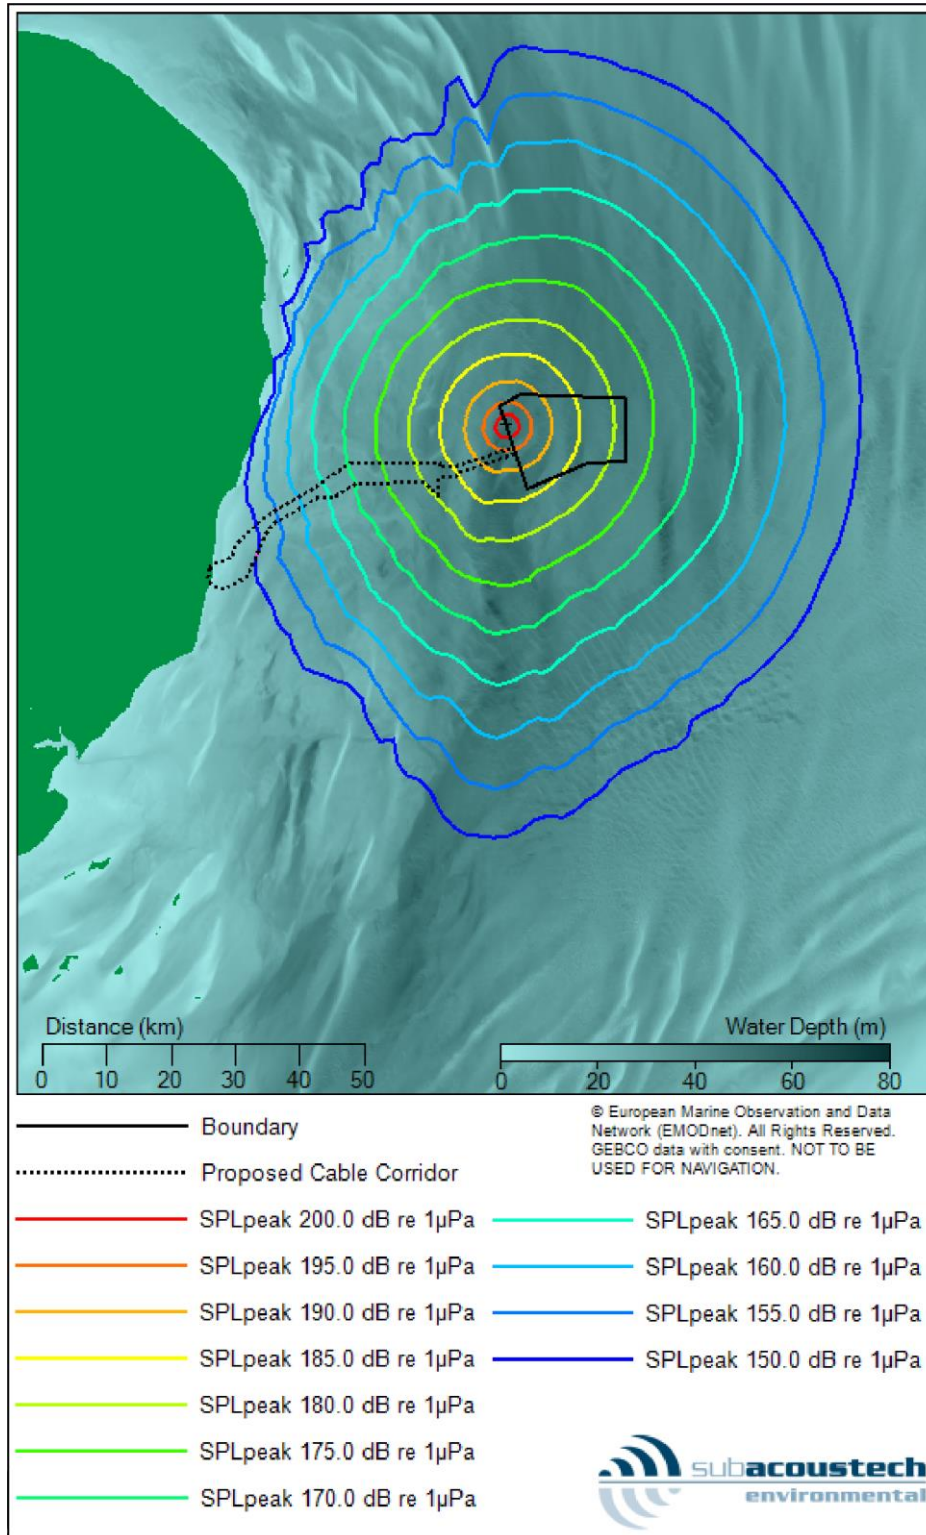 Distance (km)
0 10 20 30 40 50
Water Depth (m)
0 20 40 60 80
Boundary
Proposed Cable Corridor
© European Marine Observation and Data
Network (EMODnet). All Rights Reserved.
GEBCO data with consent. NOT TO BE
USED FOR NAVIGATION.
SPLpeak 200.0 dB re 1µPa
SPLpeak 195.0 dB re 1µPa
SPLpeak 190.0 dB re 1µPa
SPLpeak 185.0 dB re 1µPa
SPLpeak 180.0 dB re 1µPa
SPLpeak 175.0 dB re 1µPa
SPLpeak 170.0 dB re 1µPa
SPLpeak 165.0 dB re 1µPa
SPLpeak 160.0 dB re 1µPa
SPLpeak 155.0 dB re 1µPa
SPLpeak 150.0 dB re 1µPa
subacoustech
environmental